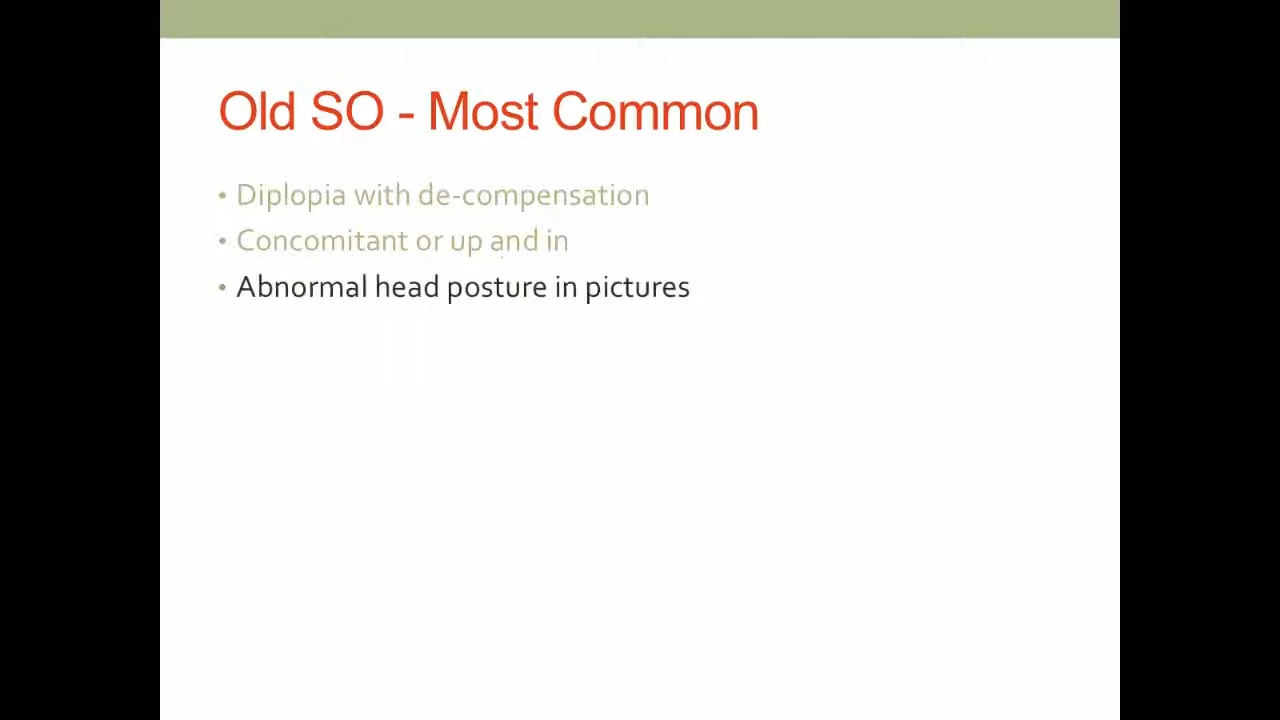 Old SO - Most Common
• Diplopia with de-compensation
• Concomitant or up and in
• Abnormal head posture in pictures